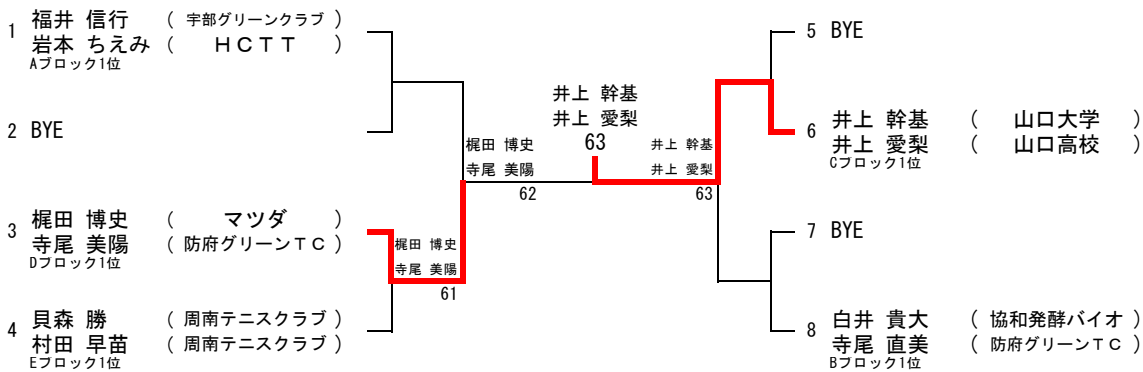 1 福井 信行 ( 宇部グリーンクラブ )
岩本 ちえみ ( HCTT )
Aブロック1位
2 BYE
3 梶田 博史 ( マツダ )
寺尾 美陽 ( 防府グリーンTC )
Dブロック1位
4 貝森 勝 ( 周南テニスクラブ )
村田 早苗 ( 周南テニスクラブ )
Eブロック1位
梶田 博史
寺尾 美陽
61
梶田 博史
寺尾 美陽
62
井上 幹基
井上 愛梨
63
井上 幹基
井上 愛梨
63
5 BYE
6 井上 幹基 ( 山口大学 )
井上 愛梨 ( 山口高校 )
Cブロック1位
7 BYE
8 白井 貴大 ( 協和発酵バイオ )
寺尾 直美 ( 防府グリーンTC )
Bブロック1位